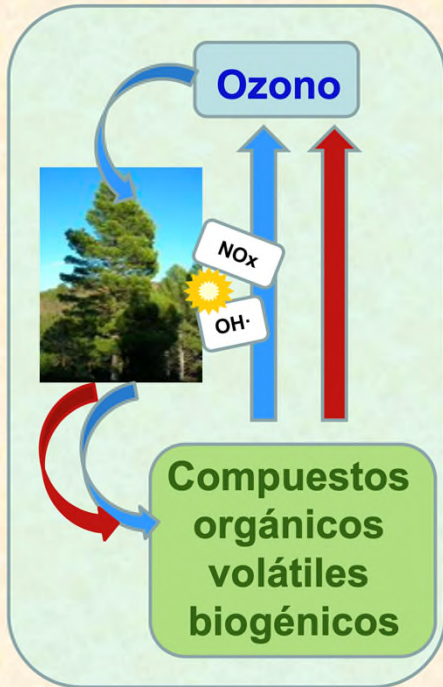 Ozono
NOx
OH·
Compuestos
orgánicos
volátiles
biogénicos